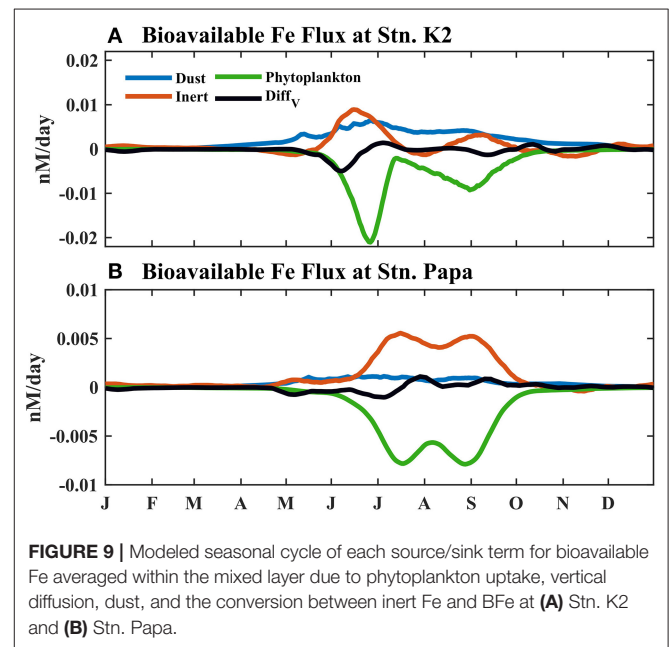 A Bioavailable Fe Flux at Stn. K2
0.02
0.01
0
-0.01
-0.02
nM/day
Dust
Phytoplankton
Inert
DiffV
B Bioavailable Fe Flux at Stn. Papa
0.01
0.005
0
-0.005
-0.01
nM/day
J F M A M J J A S O N D
FIGURE 9 | Modeled seasonal cycle of each source/sink term for bioavailable
Fe averaged within the mixed layer due to phytoplankton uptake, vertical
diffusion, dust, and the conversion between inert Fe and BFe at (A) Stn. K2
and (B) Stn. Papa.